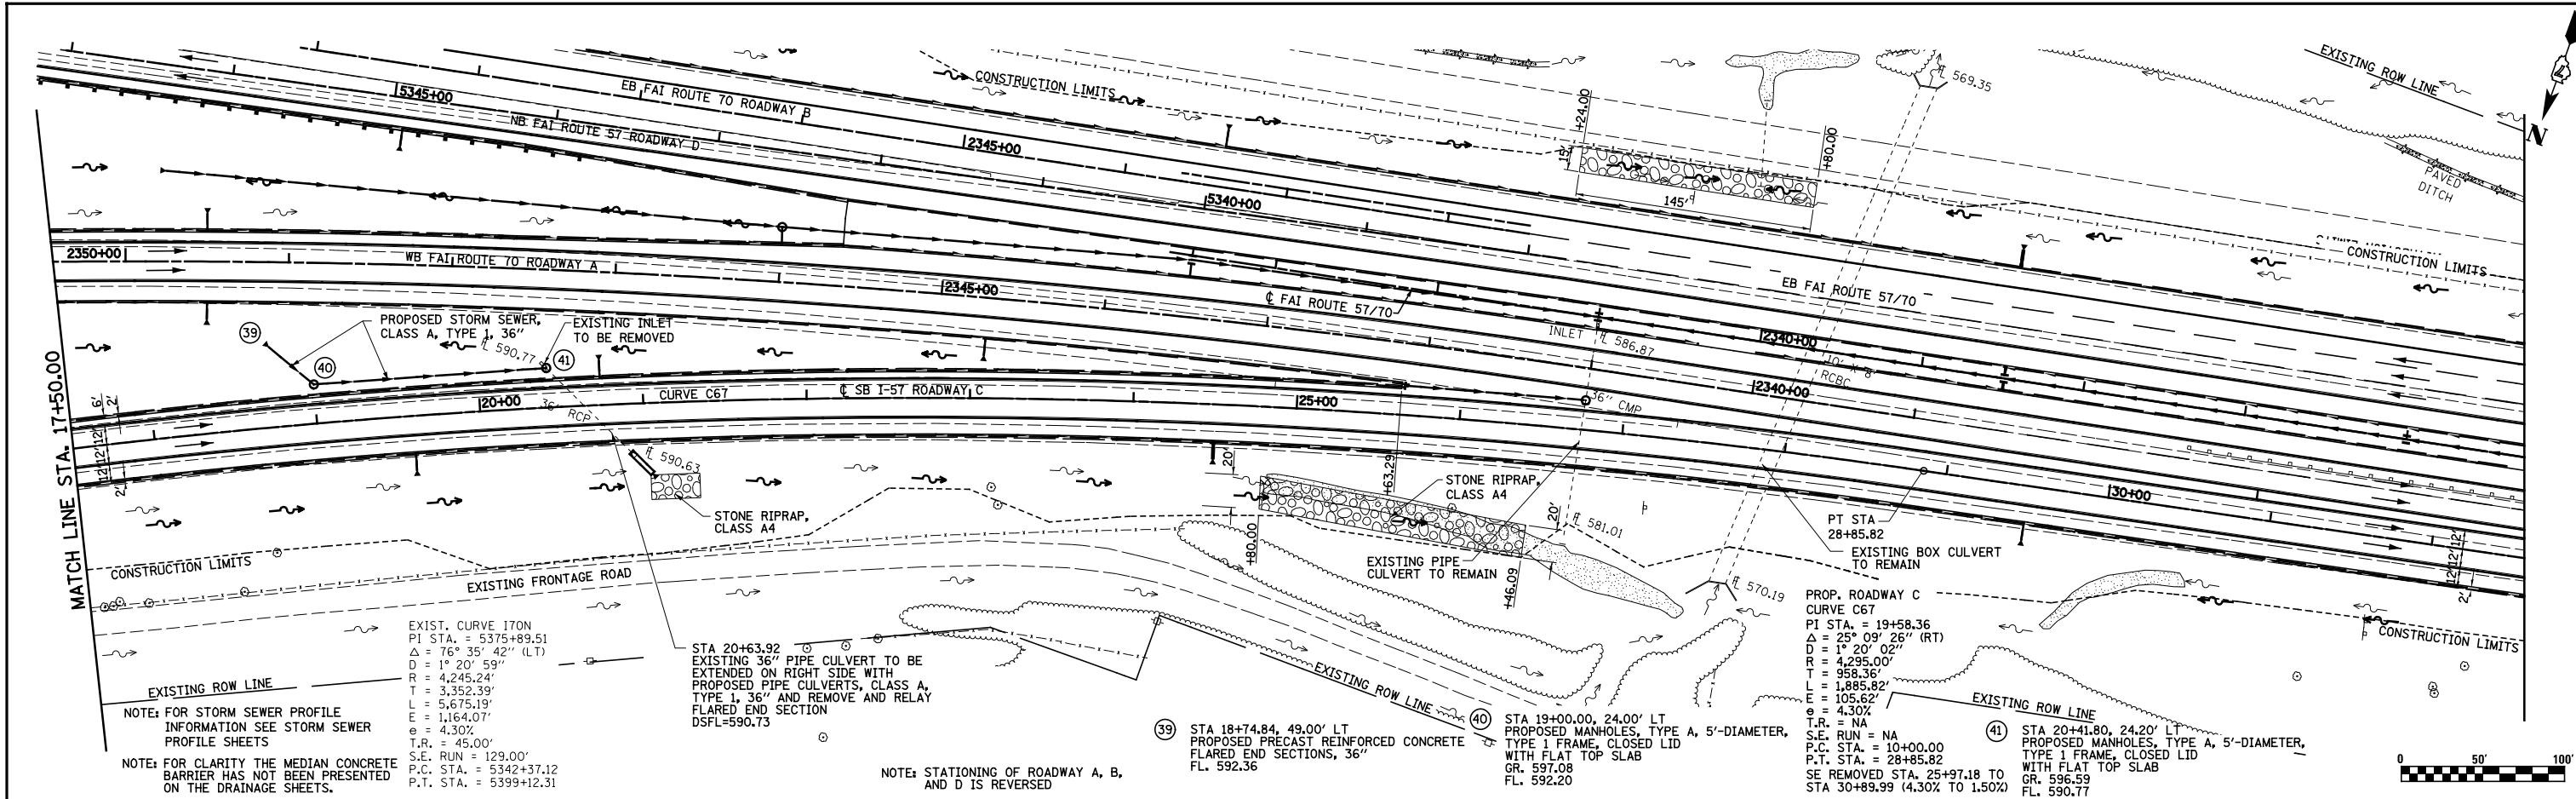 EXISTING ROW LINE
N
CONSTRUCTION LIMITS
℄ 569.35
5345+00
EB FAI ROUTE 70 ROADWAY B
NB FAI ROUTE 57 ROADWAY D
2345+00
+24.00
15'
+80.00
145'
PAVED
DITCH
5340+00
CONSTRUCTION LIMITS
2350+00
WB FAI ROUTE 70 ROADWAY A
2345+00
℄ FAI ROUTE 57/70
EB FAI ROUTE 57/70
39
PROPOSED STORM SEWER,
CLASS A, TYPE 1, 36"
EXISTING INLET
TO BE REMOVED
590.77
41
40
INLET
586.87
2340+00
10' X 8'
RCBC
2340+00
MATCH LINE STA. 17+50.00
6'
2'
12'
12'
2'
20+00
CURVE C67
℄ SB I-57 ROADWAY C
25+00
36" CMP
36" RCP
590.63
20'
+63.29
STONE RIPRAP,
CLASS A4
STONE RIPRAP,
CLASS A4
20'
581.01
30+00
PT STA
28+85.82
EXISTING BOX CULVERT
TO REMAIN
12'
12'
2'
+80.00
EXISTING PIPE
CULVERT TO REMAIN
+46.09
570.19
CONSTRUCTION LIMITS
EXISTING FRONTAGE ROAD
CONSTRUCTION LIMITS
EXISTING ROW LINE
EXISTING ROW LINE
EXISTING ROW LINE
NOTE: FOR STORM SEWER PROFILE
INFORMATION SEE STORM SEWER
PROFILE SHEETS
NOTE: FOR CLARITY THE MEDIAN CONCRETE
BARRIER HAS NOT BEEN PRESENTED
ON THE DRAINAGE SHEETS.
EXIST. CURVE I70N
PI STA. = 5375+89.51
Δ = 76° 35' 42" (LT)
D = 1° 20' 59"
R = 4,245.24'
T = 3,352.39'
L = 5,675.19'
E = 1,164.07'
e = 4.30%
T.R. = 45.00'
S.E. RUN = 129.00'
P.C. STA. = 5342+37.12
P.T. STA. = 5399+12.31
STA 20+63.92
EXISTING 36" PIPE CULVERT TO BE
EXTENDED ON RIGHT SIDE WITH
PROPOSED PIPE CULVERTS, CLASS A,
TYPE 1, 36" AND REMOVE AND RELAY
FLARED END SECTION
DSFL=590.73
NOTE: STATIONING OF ROADWAY A, B,
AND D IS REVERSED
39
STA 18+74.84, 49.00' LT
PROPOSED PRECAST REINFORCED CONCRETE
FLARED END SECTIONS, 36"
FL. 592.36
40
STA 19+00.00, 24.00' LT
PROPOSED MANHOLES, TYPE A, 5'-DIAMETER,
TYPE 1 FRAME, CLOSED LID
WITH FLAT TOP SLAB
GR. 597.08
FL. 592.20
PROP. ROADWAY C
CURVE C67
PI STA. = 19+58.36
Δ = 25° 09' 26" (RT)
D = 1° 20' 02"
R = 4,295.00'
T = 958.36'
L = 1,885.82'
E = 105.62'
e = 4.30%
T.R. = NA
S.E. RUN = NA
P.C. STA. = 10+00.00
P.T. STA. = 28+85.82
SE REMOVED STA. 25+97.18 TO
STA 30+89.99 (4.30% TO 1.50%)
41
STA 20+41.80, 24.20' LT
PROPOSED MANHOLES, TYPE A, 5'-DIAMETER,
TYPE 1 FRAME, CLOSED LID
WITH FLAT TOP SLAB
GR. 596.59
FL. 590.77
0 50' 100'